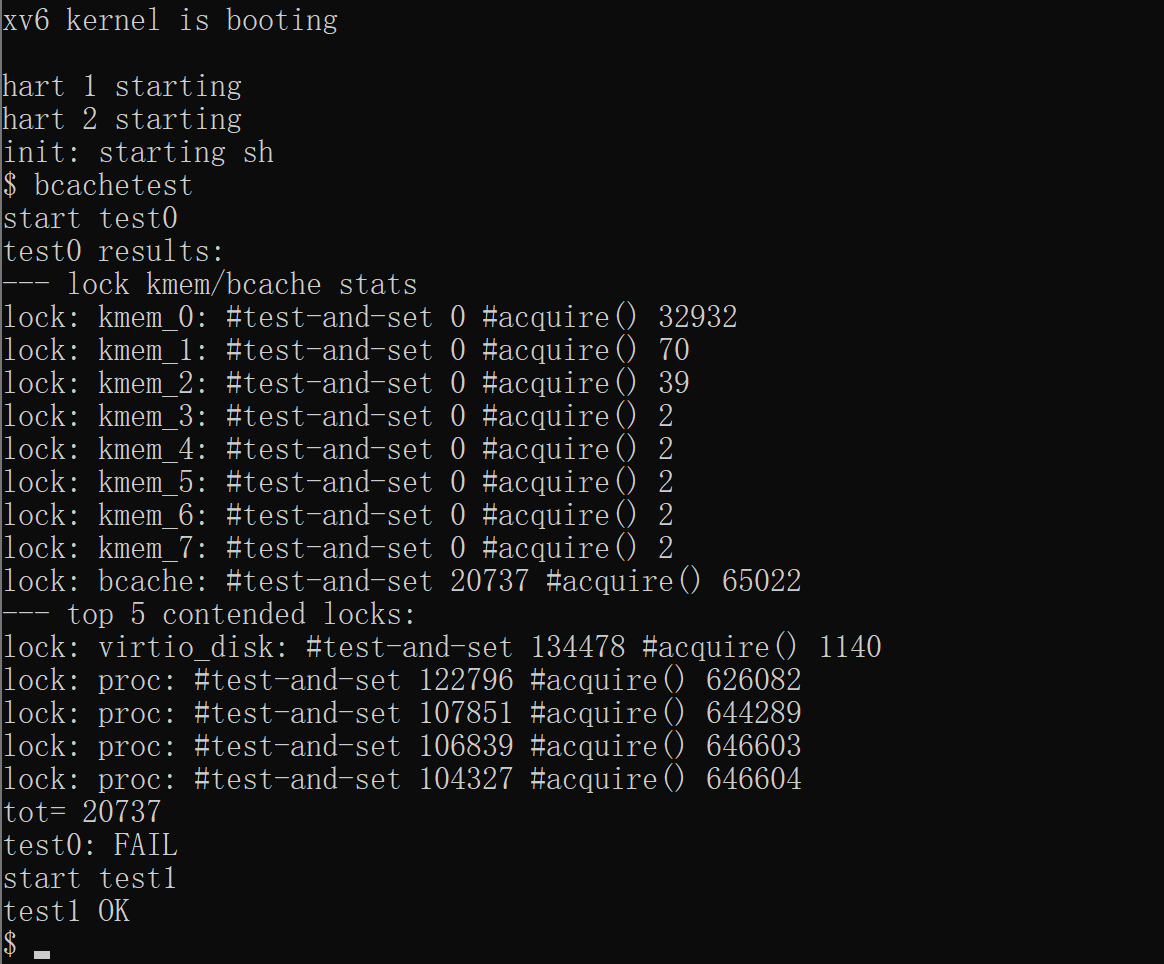 xv6 kernel is booting
hart 1 starting
hart 2 starting
init: starting sh
$ bcachetest
start test0
test0 results:
--- lock kmem/bcache stats
lock: kmem_0: #test-and-set 0 #acquire() 32932
lock: kmem_1: #test-and-set 0 #acquire() 70
lock: kmem_2: #test-and-set 0 #acquire() 39
lock: kmem_3: #test-and-set 0 #acquire() 2
lock: kmem_4: #test-and-set 0 #acquire() 2
lock: kmem_5: #test-and-set 0 #acquire() 2
lock: kmem_6: #test-and-set 0 #acquire() 2
lock: kmem_7: #test-and-set 0 #acquire() 2
lock: bcache: #test-and-set 20737 #acquire() 65022
--- top 5 contended locks:
lock: virtio_disk: #test-and-set 134478 #acquire() 1140
lock: proc: #test-and-set 122796 #acquire() 626082
lock: proc: #test-and-set 107851 #acquire() 644289
lock: proc: #test-and-set 106839 #acquire() 646603
lock: proc: #test-and-set 104327 #acquire() 646604
tot= 20737
test0: FAIL
start test1
test1 OK
$